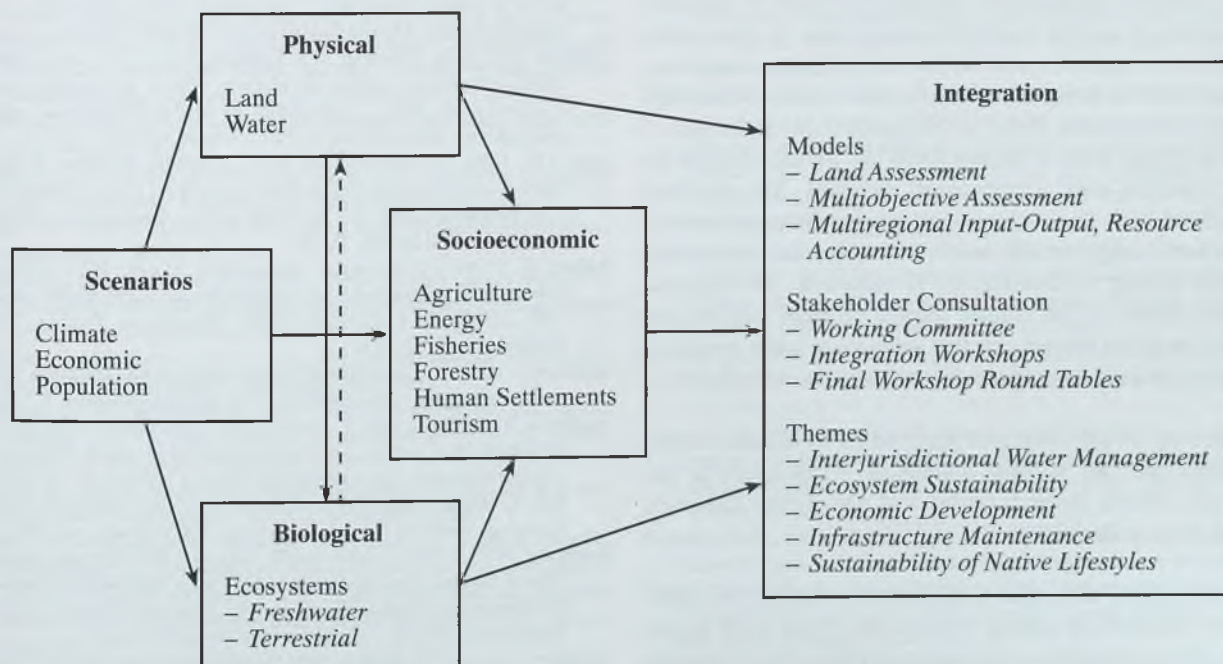 Physical
Land
Water
Scenarios
Climate
Economic
Population
Socioeconomic
Agriculture
Energy
Fisheries
Forestry
Human Settlements
Tourism
Biological
Ecosystems
– Freshwater
– Terrestrial
Integration
Models
– Land Assessment
– Multiobjective Assessment
– Multiregional Input-Output, Resource
Accounting
Stakeholder Consultation
– Working Committee
– Integration Workshops
– Final Workshop Round Tables
Themes
– Interjurisdictional Water Management
– Ecosystem Sustainability
– Economic Development
– Infrastructure Maintenance
– Sustainability of Native Lifestyles